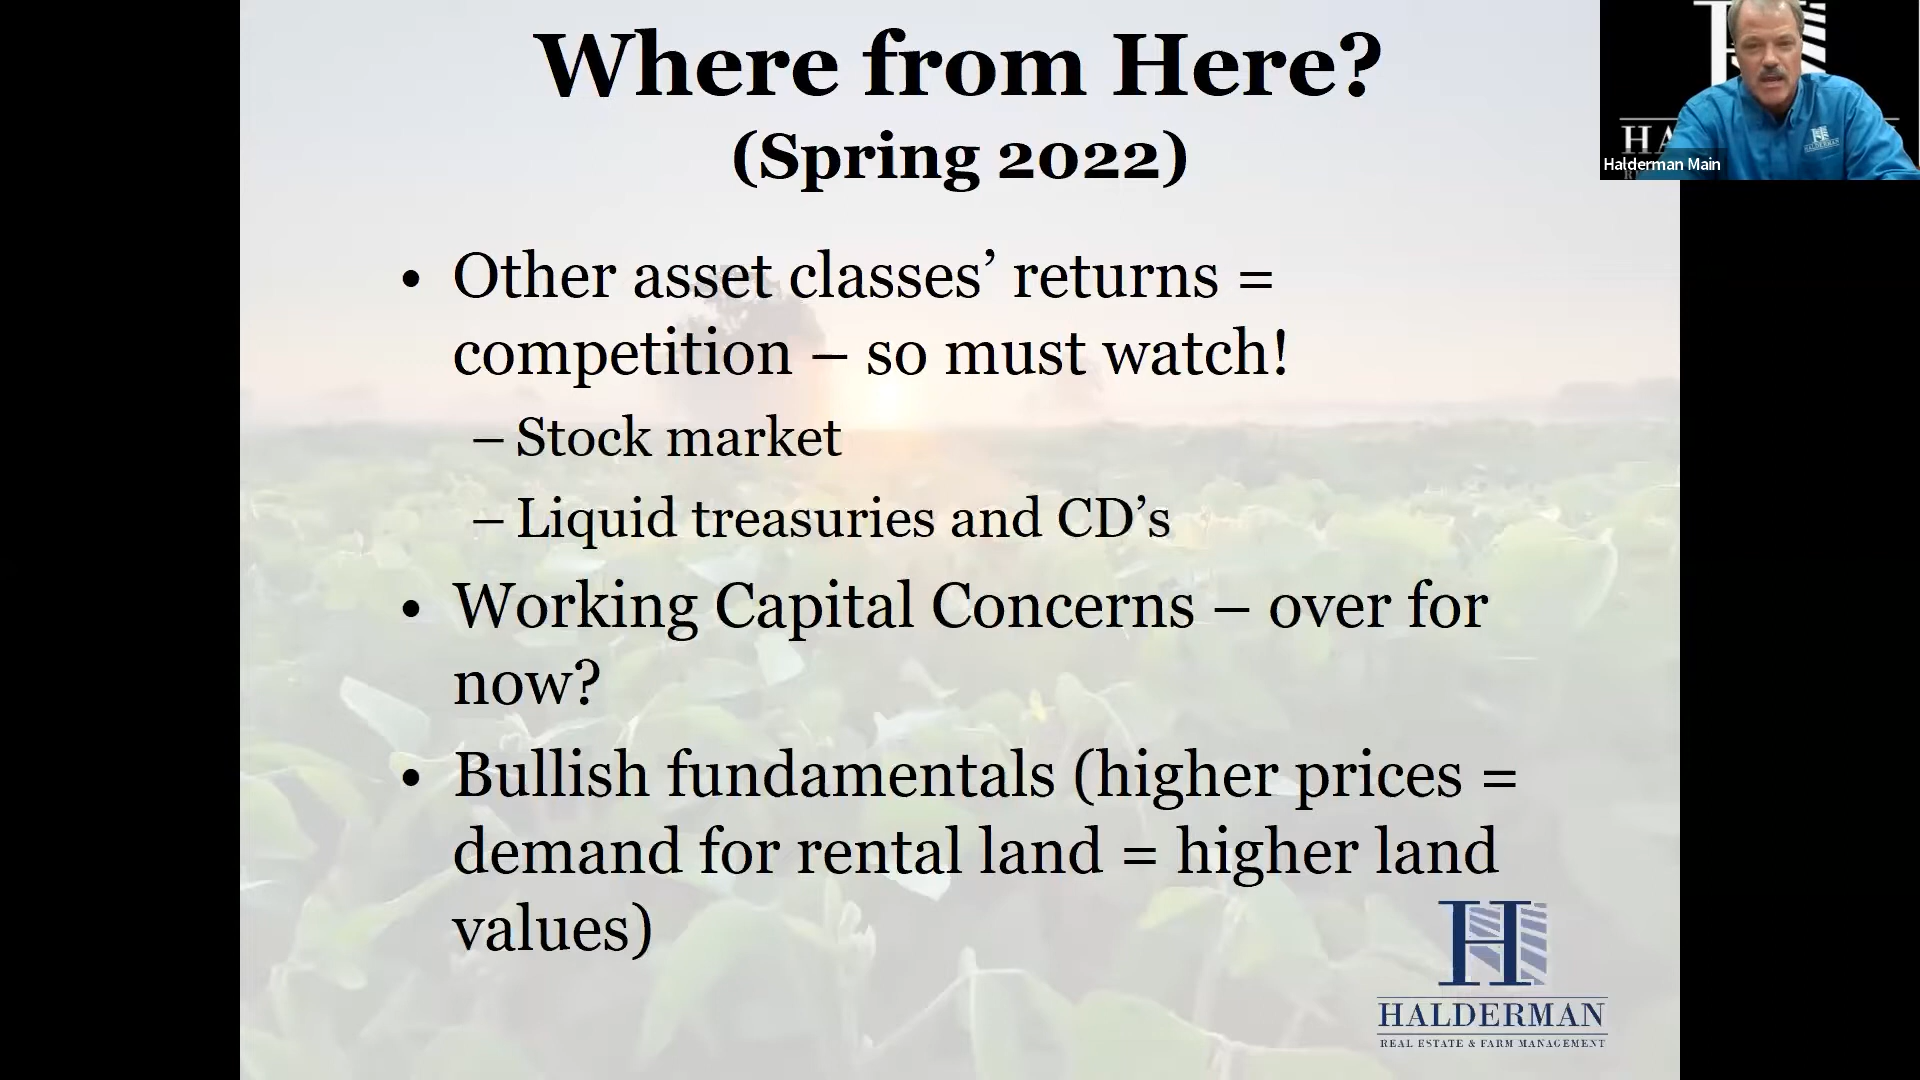 Where from Here?
(Spring 2022)
Halderman Main
• Other asset classes’ returns =
competition – so must watch!
– Stock market
– Liquid treasuries and CD’s
• Working Capital Concerns – over for
now?
• Bullish fundamentals (higher prices =
demand for rental land = higher land
values)
H
HALDERMAN
REAL ESTATE & FARM MANAGEMENT